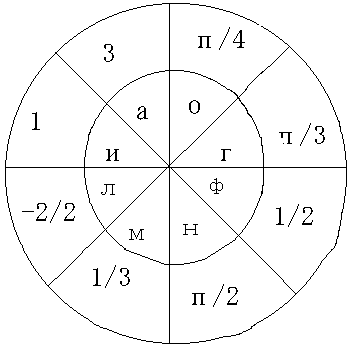 3 п/4
1 а о п/3
и г
-2/2 л ф 1/2
м н
1/3 п/2